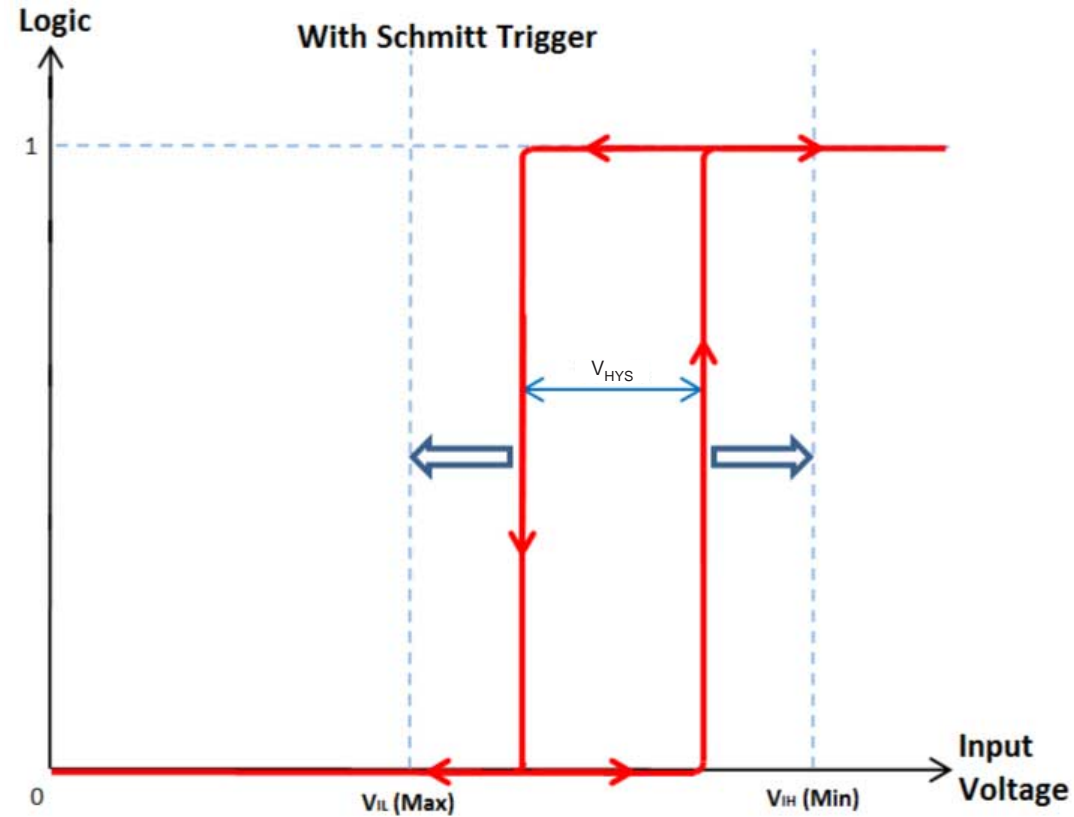 Logic
With Schmitt Trigger
1
VHYS
0
VIL (Max)
VIH (Min)
Input
Voltage